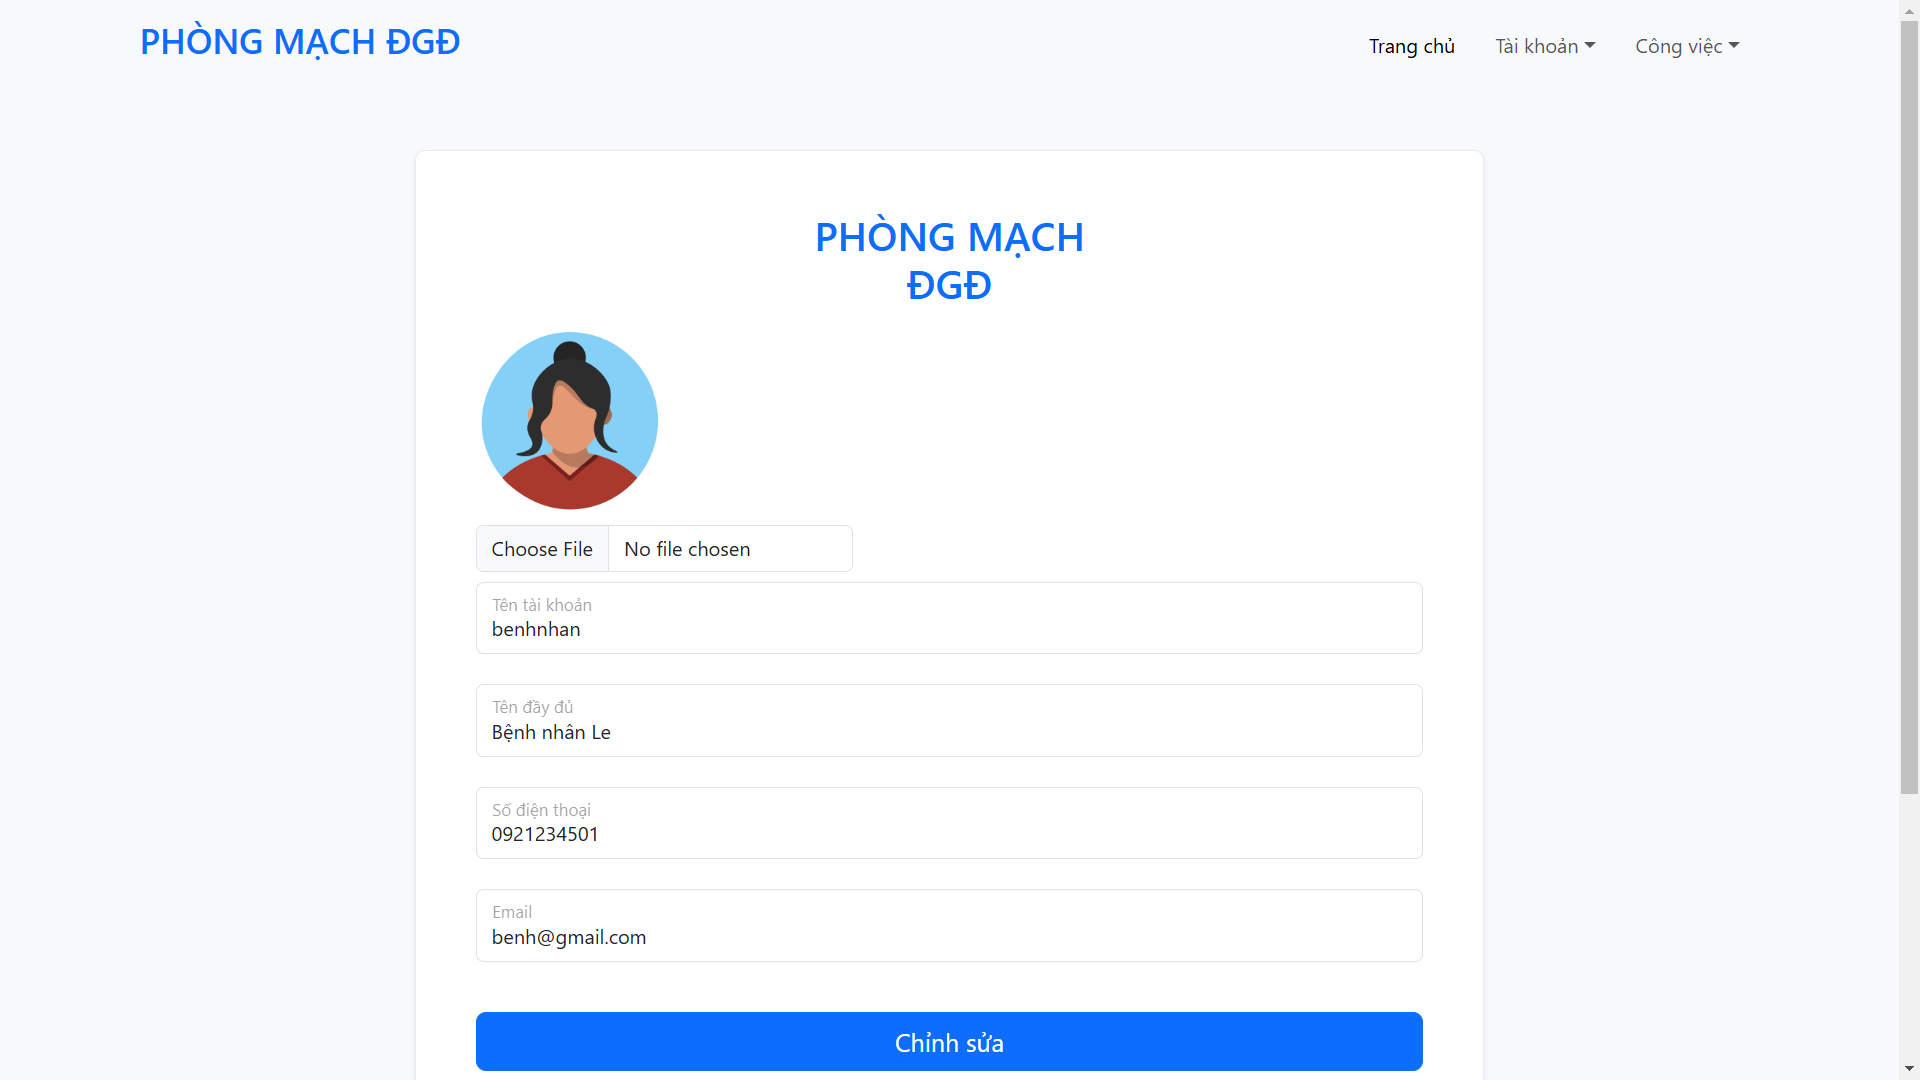 PHÒNG MẠCH ĐGĐ
Trang chủ
Tài khoản
Công việc
PHÒNG MẠCH
ĐGĐ
Choose File
No file chosen
Tên tài khoản
benhnhan
Tên đầy đủ
Bệnh nhân Le
Số điện thoại
0921234501
Email
benh@gmail.com
Chỉnh sửa